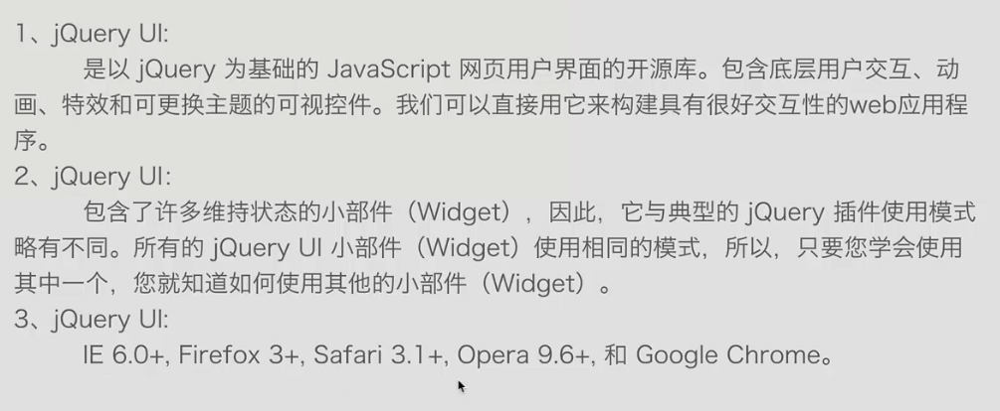 1、jQuery UI:
是以 jQuery 为基础的 JavaScript 网页用户界面的开源库。包含底层用户交互、动
画、特效和可更换主题的可视控件。我们可以直接用它来构建具有很好交互性的web应用程
序。
2、jQuery UI:
包含了许多维持状态的小部件（Widget），因此，它与典型的 jQuery 插件使用模式
略有不同。所有的 jQuery UI 小部件（Widget）使用相同的模式，所以，只要您学会使用
其中一个，您就知道如何使用其他的小部件（Widget）。
3、jQuery UI:
IE 6.0+, Firefox 3+, Safari 3.1+, Opera 9.6+, 和 Google Chrome。